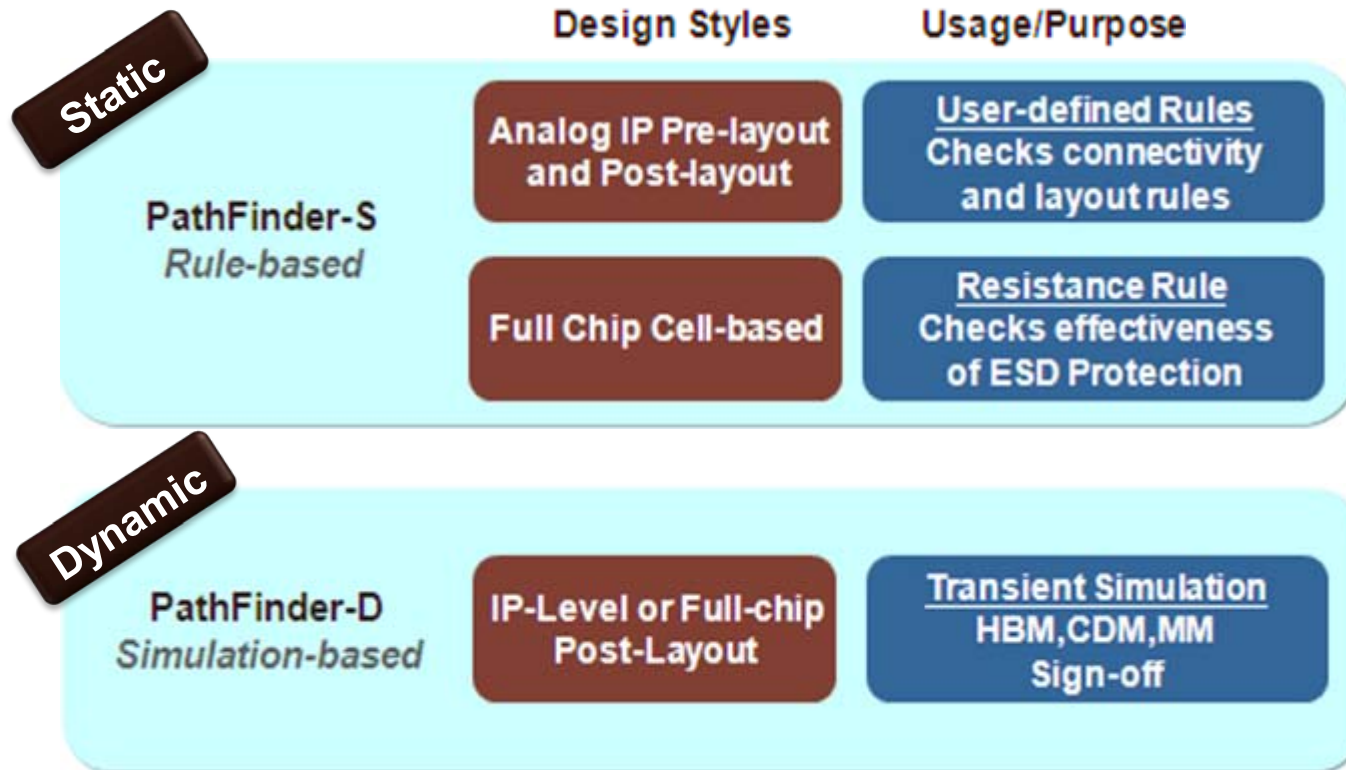 Design Styles
Usage/Purpose
Static
PathFinder-S
Rule-based
Analog IP Pre-layout
and Post-layout
User-defined Rules
Checks connectivity
and layout rules
Full Chip Cell-based
Resistance Rule
Checks effectiveness
of ESD Protection
Dynamic
PathFinder-D
Simulation-based
IP-Level or Full-chip
Post-Layout
Transient Simulation
HBM,CDM,MM
Sign-off